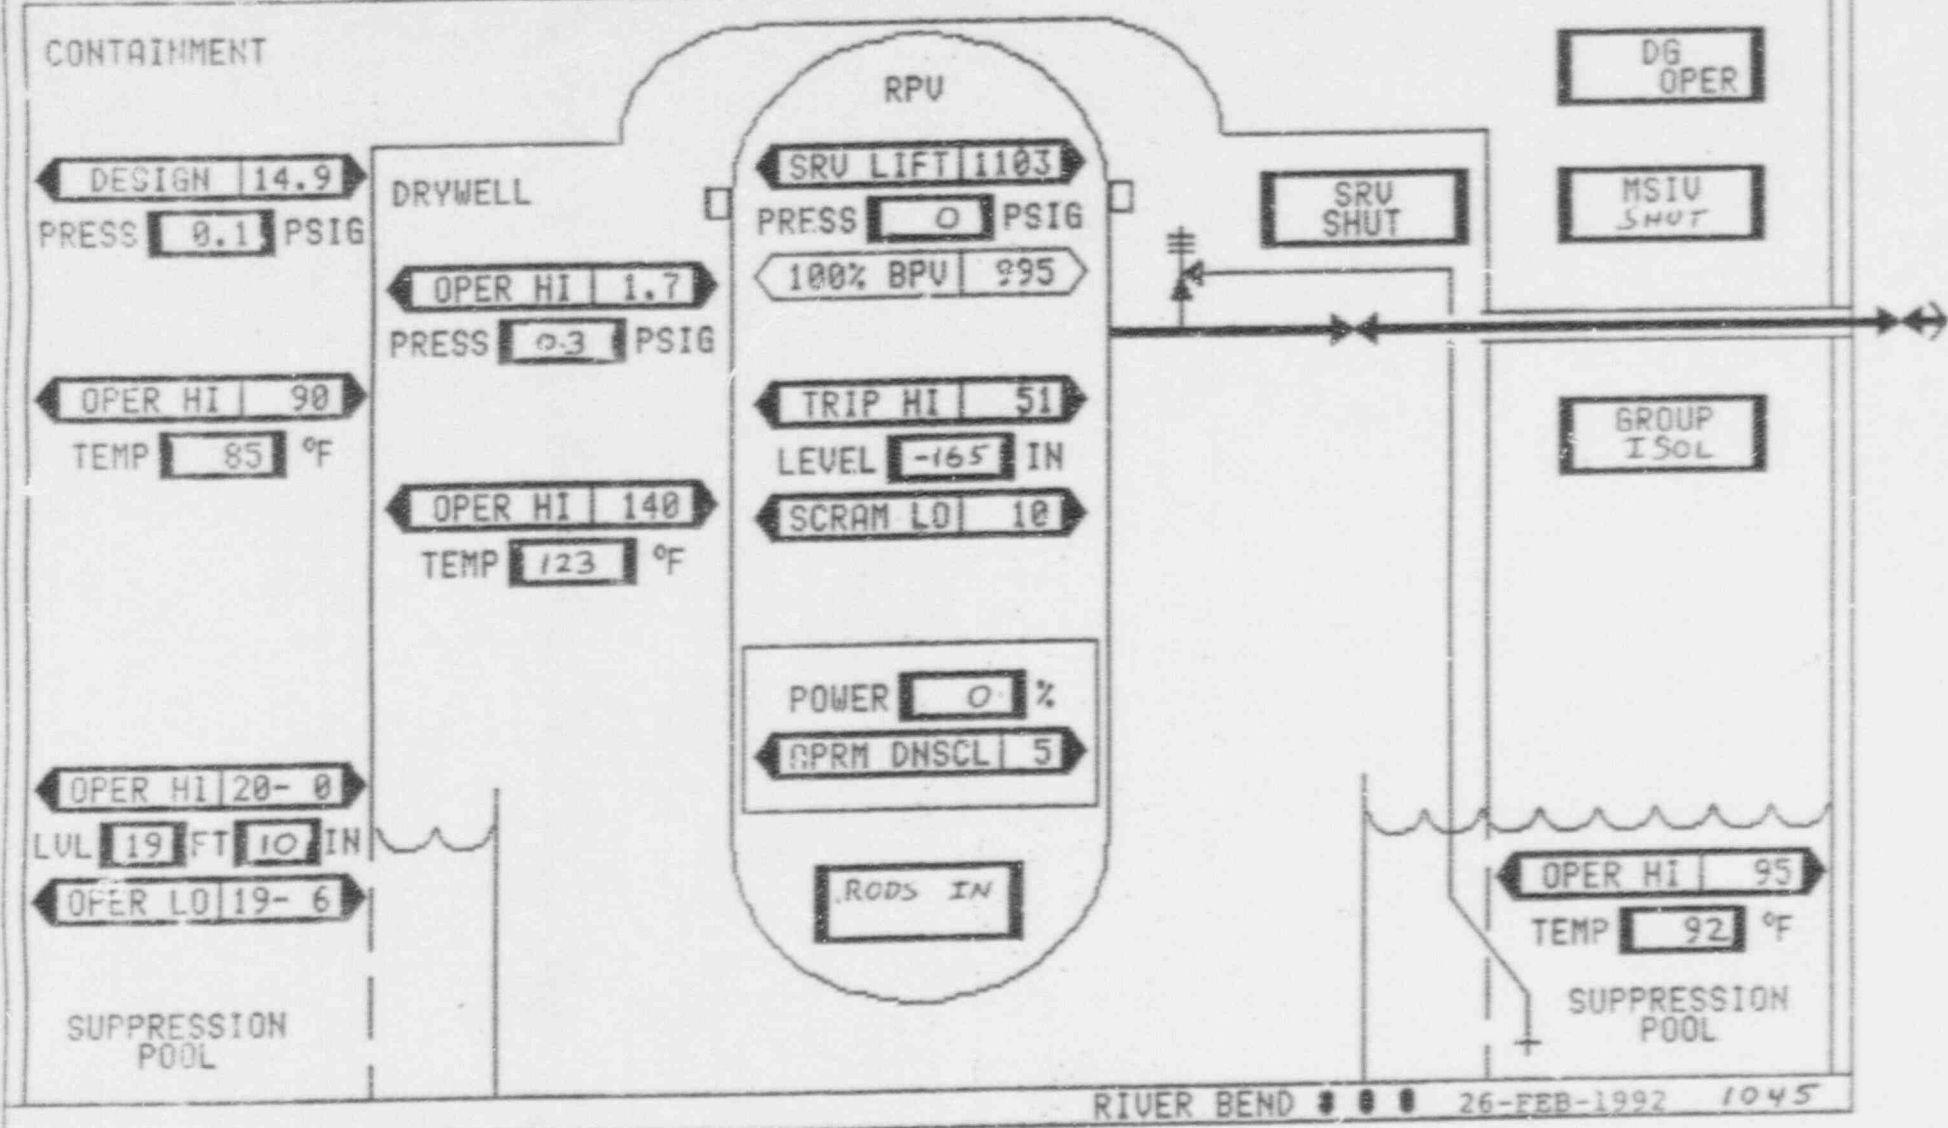 CONTAINMENT
DESIGN 14.9
PRESS 0.1 PSIG
OPER HI 90
TEMP 85 °F
OPER HI 20- 0
LVL 19 FT 10 IN
OPER LO 19- 6
SUPPRESSION
POOL
DRYWELL
OPER HI 1.7
PRESS 0.3 PSIG
OPER HI 140
TEMP 123 °F
RPV
SRV LIFT 1103
PRESS 0 PSIG
100% BPV 995
TRIP HI 51
LEVEL -165 IN
SCRAM LO 10
POWER 0 %
APRM DNSCL 5
RODS IN
SRV
SHUT
DG
OPER
MSIV
SHUT
GROUP
ISOL
OPER HI 95
TEMP 92 °F
SUPPRESSION
POOL
RIVER BEND 26-FEB-1992 1045